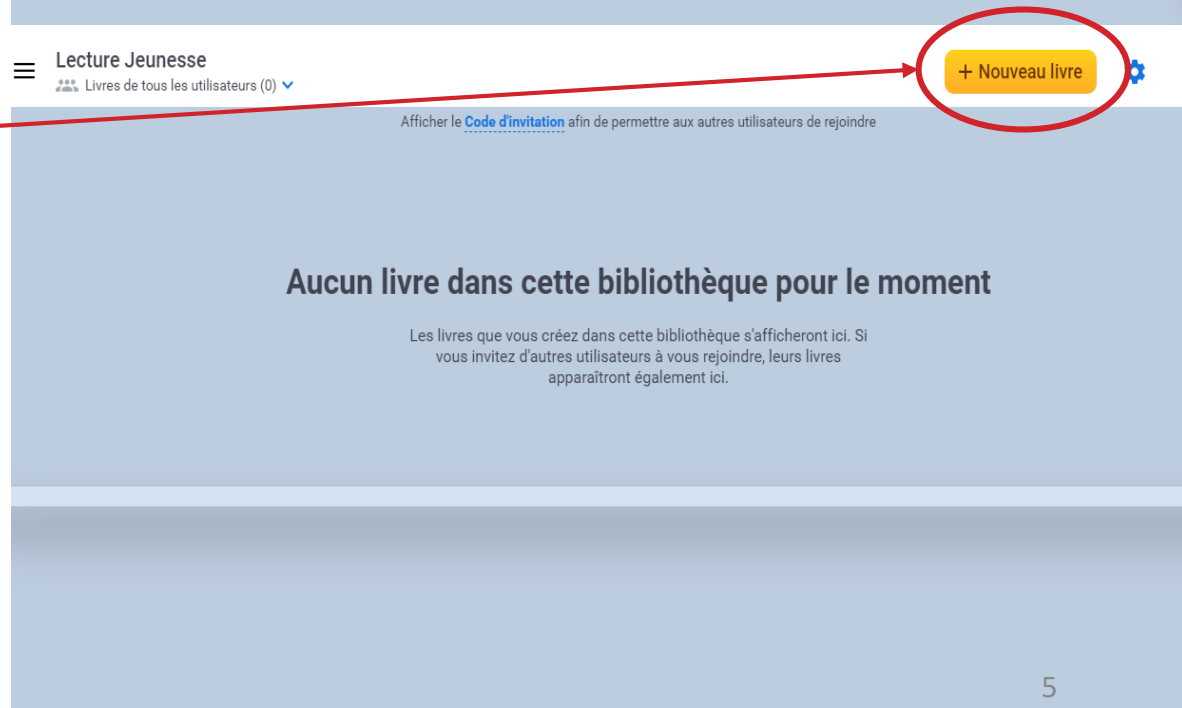 Lecture Jeunesse
Livres de tous les utilisateurs (0)
+ Nouveau livre
Afficher le Code d'invitation afin de permettre aux autres utilisateurs de rejoindre
Aucun livre dans cette bibliothèque pour le moment
Les livres que vous créez dans cette bibliothèque s'afficheront ici. Si
vous invitez d'autres utilisateurs à vous rejoindre, leurs livres
apparaîtront également ici.
5